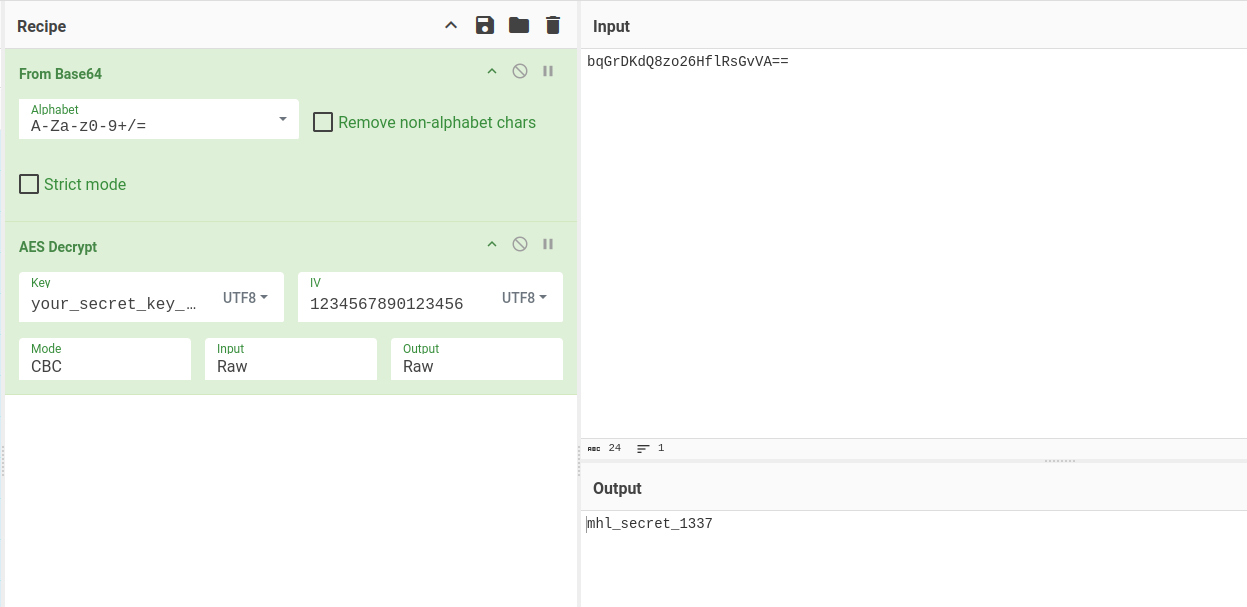 Recipe
From Base64
Alphabet
A-Za-z0-9+/=
Remove non-alphabet chars
Strict mode
AES Decrypt
Key
your_secret_key_…
UTF8
IV
1234567890123456
UTF8
Mode
CBC
Input
Raw
Output
Raw
Input
bqGrDKdQ8zo26HflRsGvVA==
ABC 24 1
Output
mhl_secret_1337